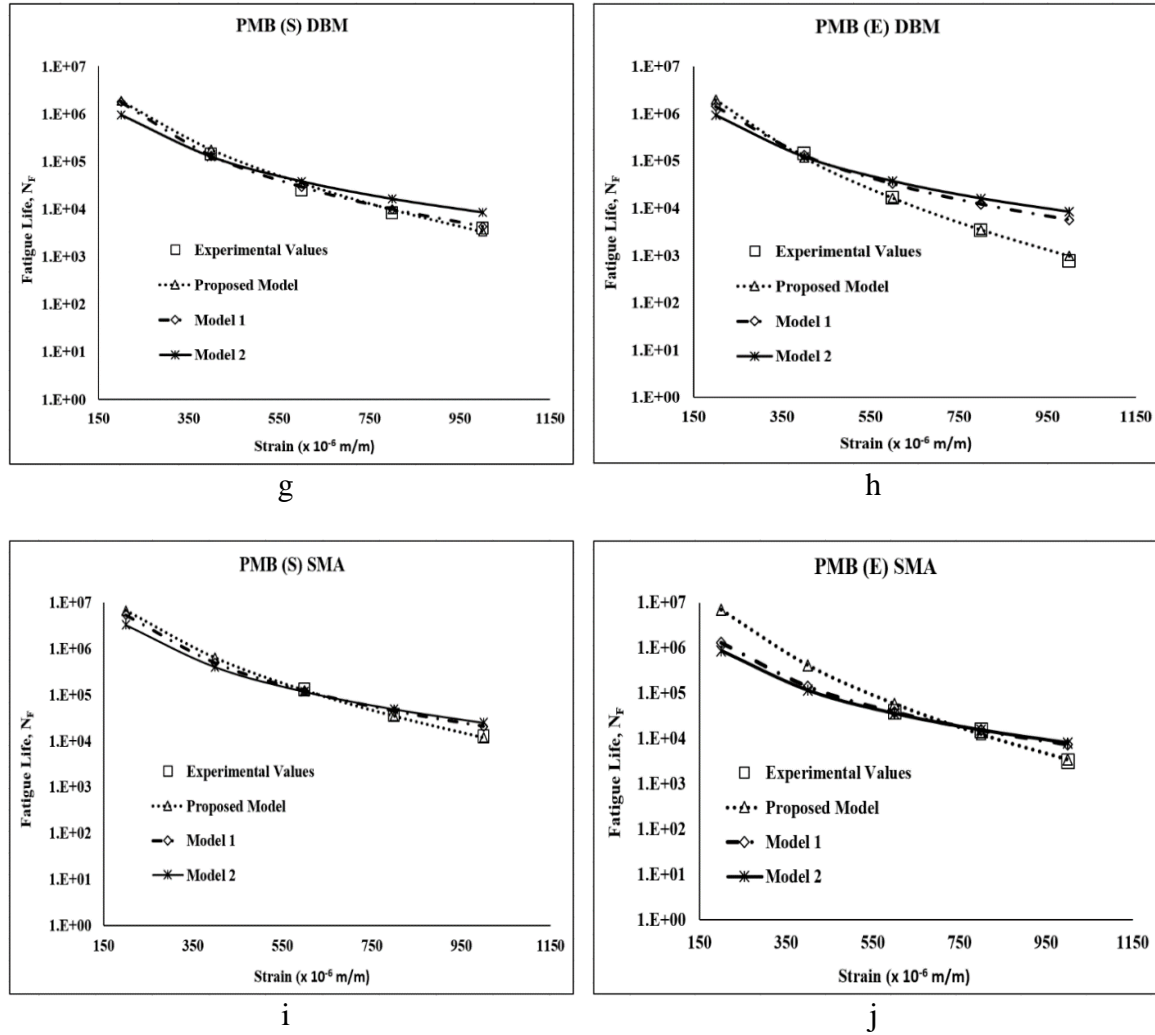 PMB (S) DBM
1.E+07
1.E+06
1.E+05
1.E+04
1.E+03
1.E+02
1.E+01
1.E+00
Fatigue Life, NF
Experimental Values
Proposed Model
Model 1
Model 2
150 350 550 750 950 1150
Strain (x 10-6 m/m)
g
PMB (E) DBM
1.E+07
1.E+06
1.E+05
1.E+04
1.E+03
1.E+02
1.E+01
1.E+00
Fatigue Life, NF
Experimental Values
Proposed Model
Model 1
Model 2
150 350 550 750 950 1150
Strain (x 10-6 m/m)
h
PMB (S) SMA
1.E+07
1.E+06
1.E+05
1.E+04
1.E+03
1.E+02
1.E+01
1.E+00
Fatigue Life, NF
Experimental Values
Proposed Model
Model 1
Model 2
150 350 550 750 950 1150
Strain (x 10-6 m/m)
i
PMB (E) SMA
1.E+07
1.E+06
1.E+05
1.E+04
1.E+03
1.E+02
1.E+01
1.E+00
Fatigue Life, NF
Experimental Values
Proposed Model
Model 1
Model 2
150 350 550 750 950 1150
Strain (x 10-6 m/m)
j